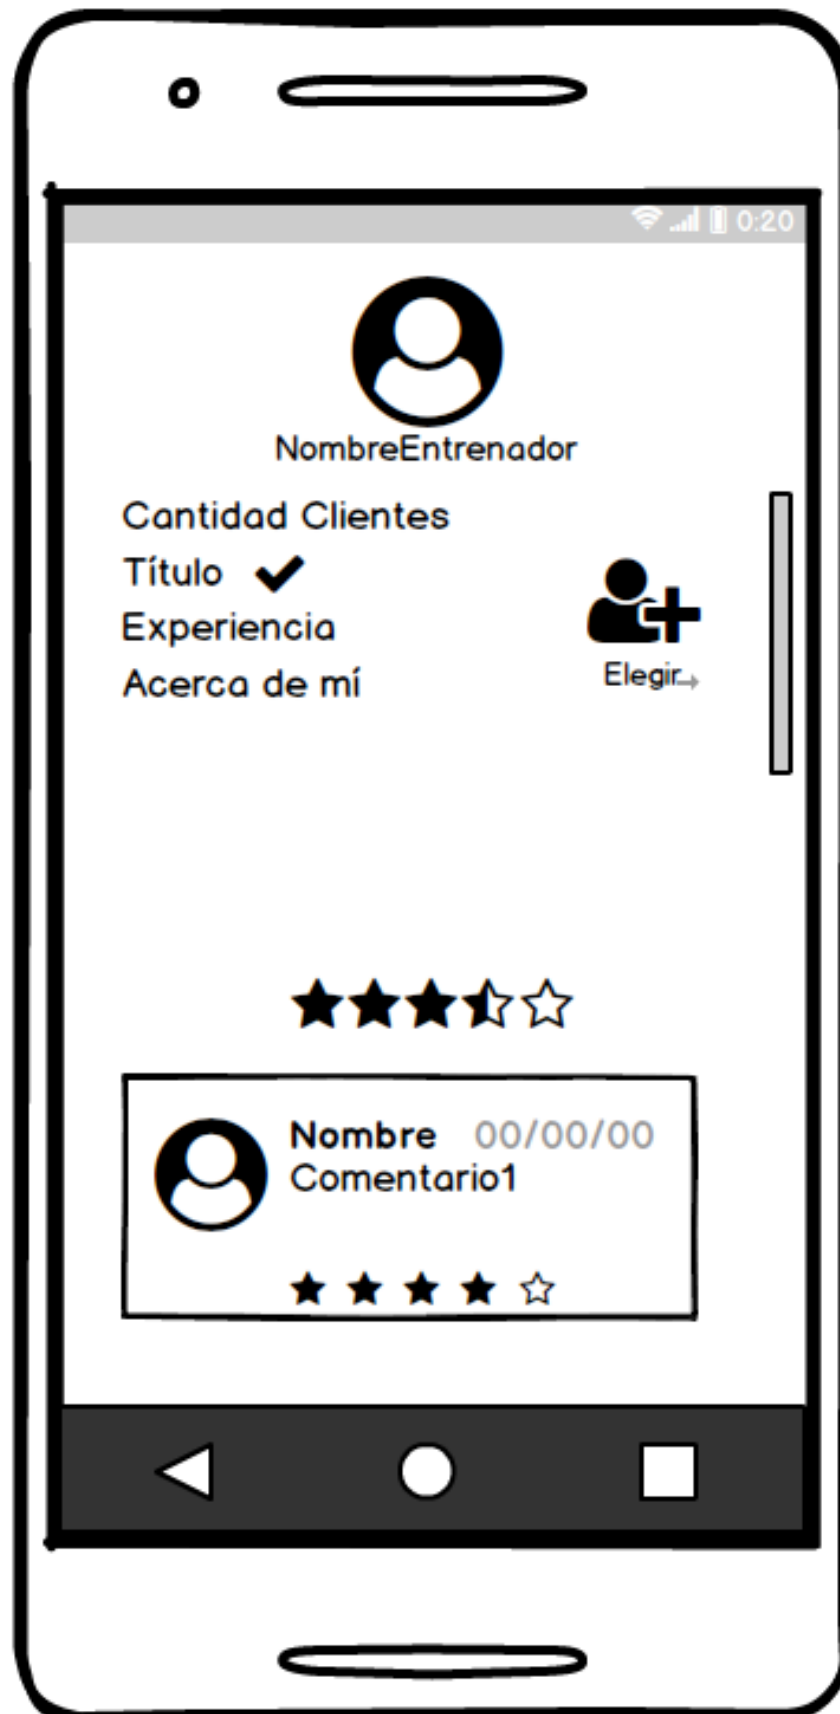 0:20
NombreEntrenador
Cantidad Clientes
Título
Experiencia
Acerca de mí
Elegir
Nombre 00/00/00
Comentario1